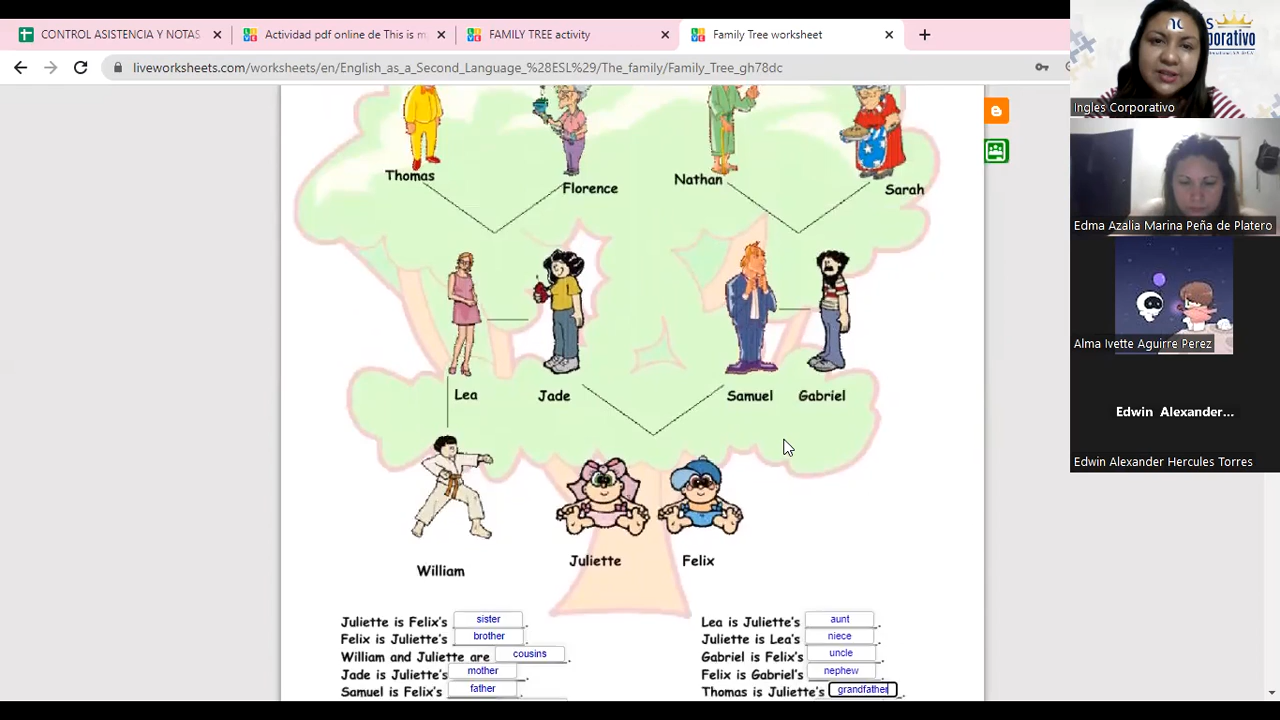 CONTROL ASISTENCIA Y NOTAS
Actividad pdf online de This is m
FAMILY TREE activity
Family Tree worksheet
liveworksheets.com/worksheets/en/English_as_a_Second_Language_%28ESL%29/The_family/Family_Tree_gh78dc
Ingles Corporativo
Edma Azalia Marina Peña de Platero
Alma Ivette Aguirre Perez
Edwin Alexander...
Edwin Alexander Hercules Torres
Thomas
Florence
Nathan
Sarah
Lea
Jade
Samuel
Gabriel
William
Juliette
Felix
Juliette is Felix's sister.
Felix is Juliette's brother.
William and Juliette are cousins.
Jade is Juliette's mother.
Samuel is Felix's father.
Lea is Juliette's aunt.
Juliette is Lea's niece.
Gabriel is Felix's uncle.
Felix is Gabriel's nephew.
Thomas is Juliette's grandfather.